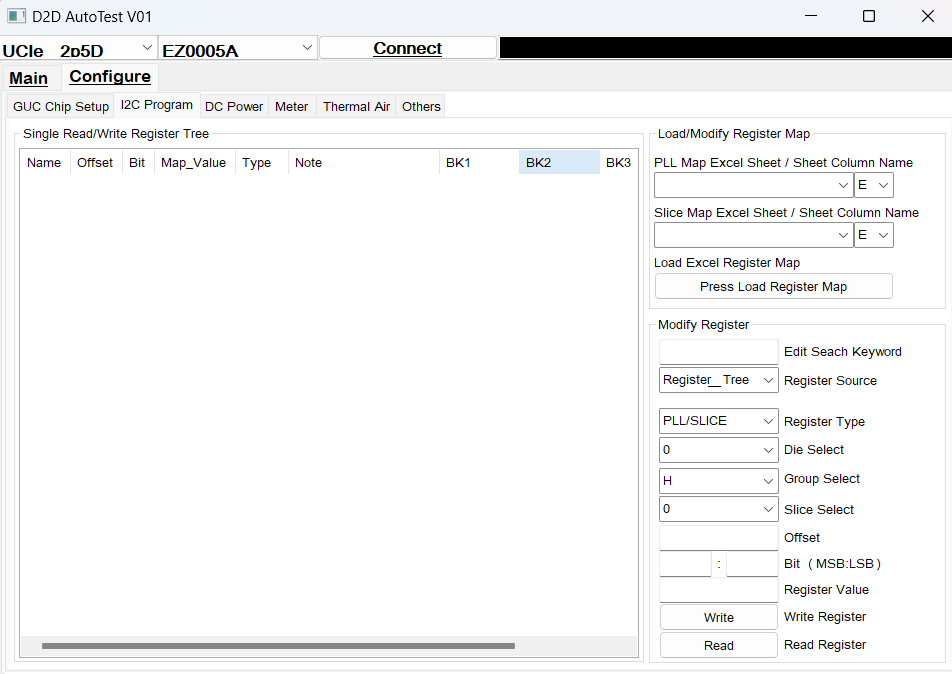 D2D AutoTest V01
UCIe_2p5D EZ0005A Connect
Main Configure
GUC Chip Setup I2C Program DC Power Meter Thermal Air Others
Single Read/Write Register Tree
Name Offset Bit Map_Value Type Note BK1 BK2 BK3
Load/Modify Register Map
PLL Map Excel Sheet / Sheet Column Name
E
Slice Map Excel Sheet / Sheet Column Name
E
Load Excel Register Map
Press Load Register Map
Modify Register
Edit Seach Keyword
Register_Tree Register Source
PLL/SLICE Register Type
0 Die Select
H Group Select
0 Slice Select
Offset
: Bit ( MSB:LSB )
Register Value
Write Write Register
Read Read Register